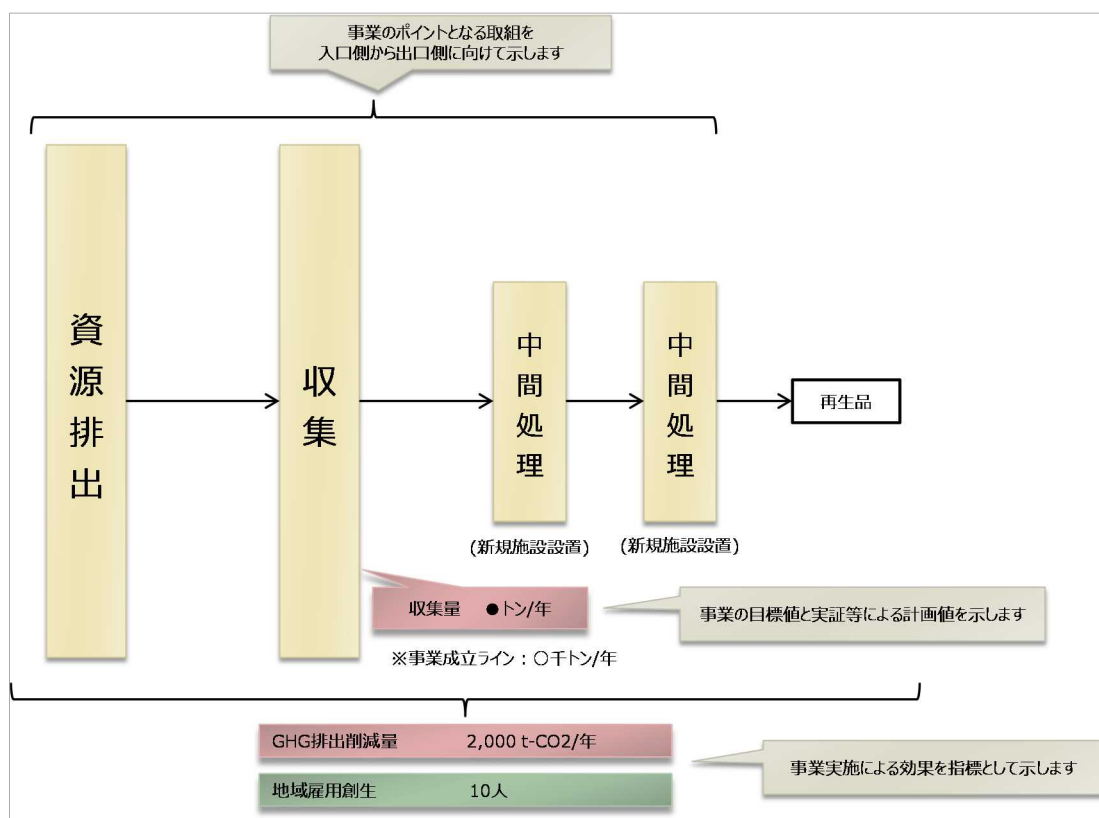 事業のポイントとなる取組を
入口側から出口側に向けて示します
資源排出
収集
中間処理
中間処理
再生品
(新規施設設置)
(新規施設設置)
収集量 ●トン/年
事業の目標値と実証等による計画値を示します
※事業成立ライン：○千トン/年
GHG排出削減量 2,000 t-CO2/年
地域雇用創生 10人
事業実施による効果を指標として示します